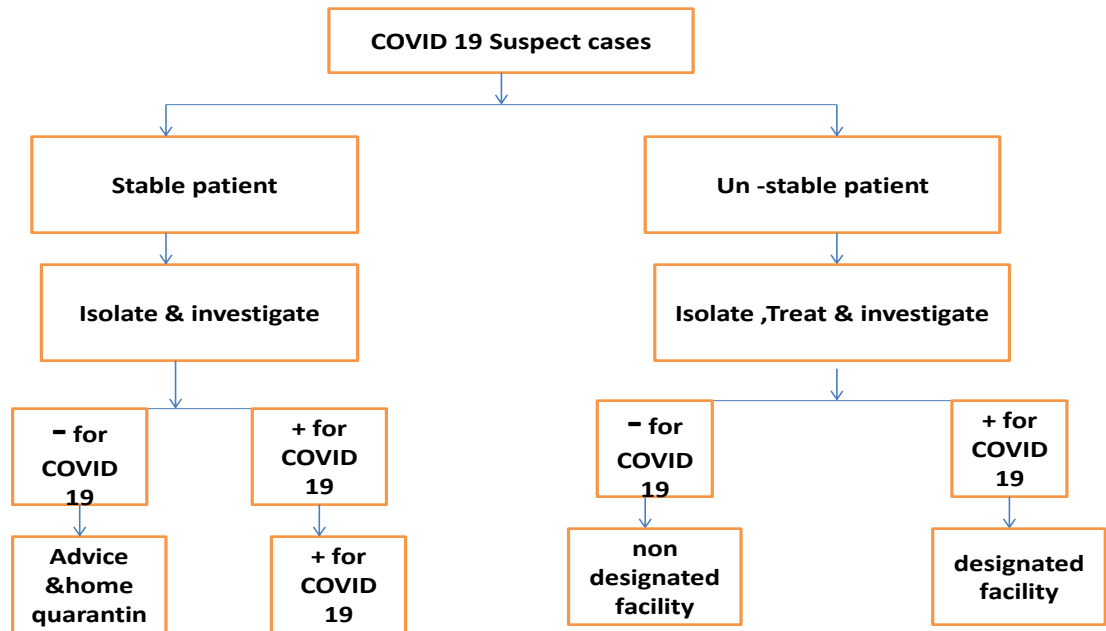 COVID 19 Suspect cases
Stable patient
Un -stable patient
Isolate & investigate
Isolate ,Treat & investigate
- for
COVID
19
+ for
COVID
19
- for
COVID
19
+ for
COVID
19
Advice
&home
quarantin
+ for
COVID
19
non
designated
facility
designated
facility